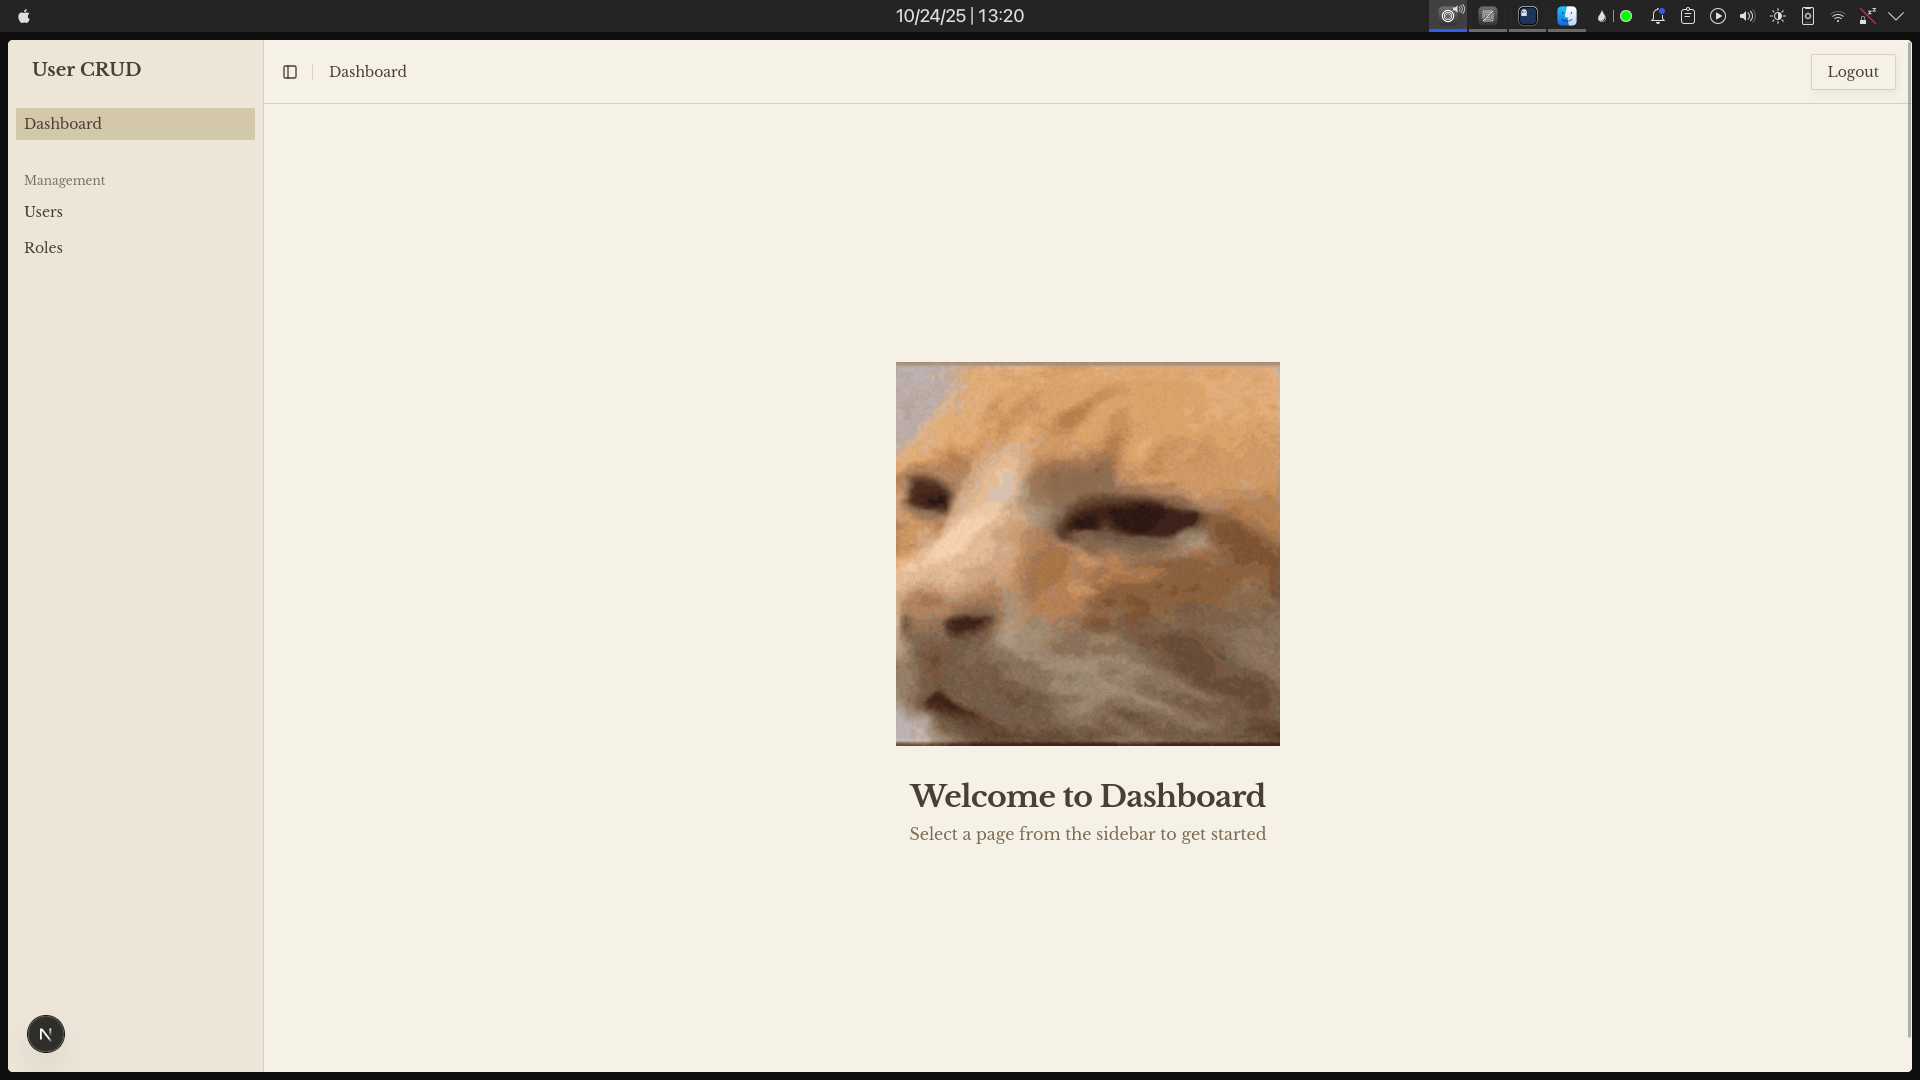 10/24/25 | 13:20
User CRUD
Dashboard
Management
Users
Roles
Dashboard
Logout
Welcome to Dashboard
Select a page from the sidebar to get started
N